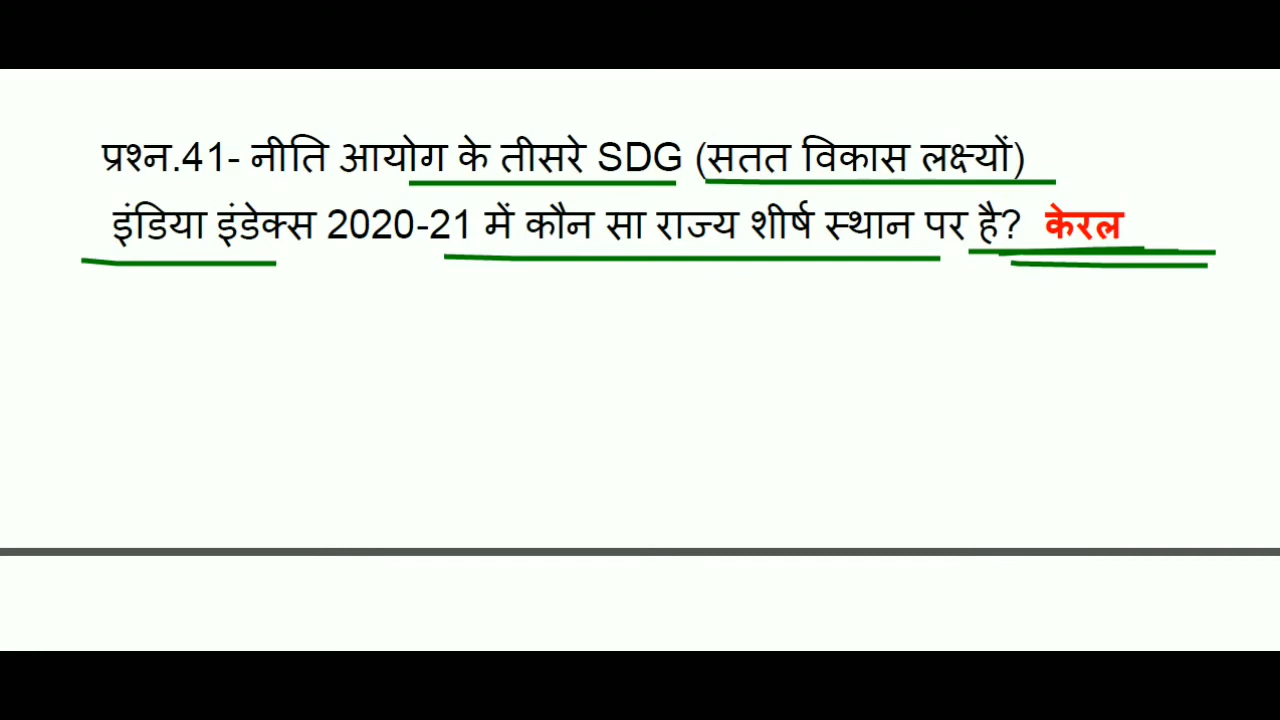 प्रश्न.41- नीति आयोग के तीसरे SDG (सतत विकास लक्ष्यों)
इंडिया इंडेक्स 2020-21 में कौन सा राज्य शीर्ष स्थान पर है? केरल